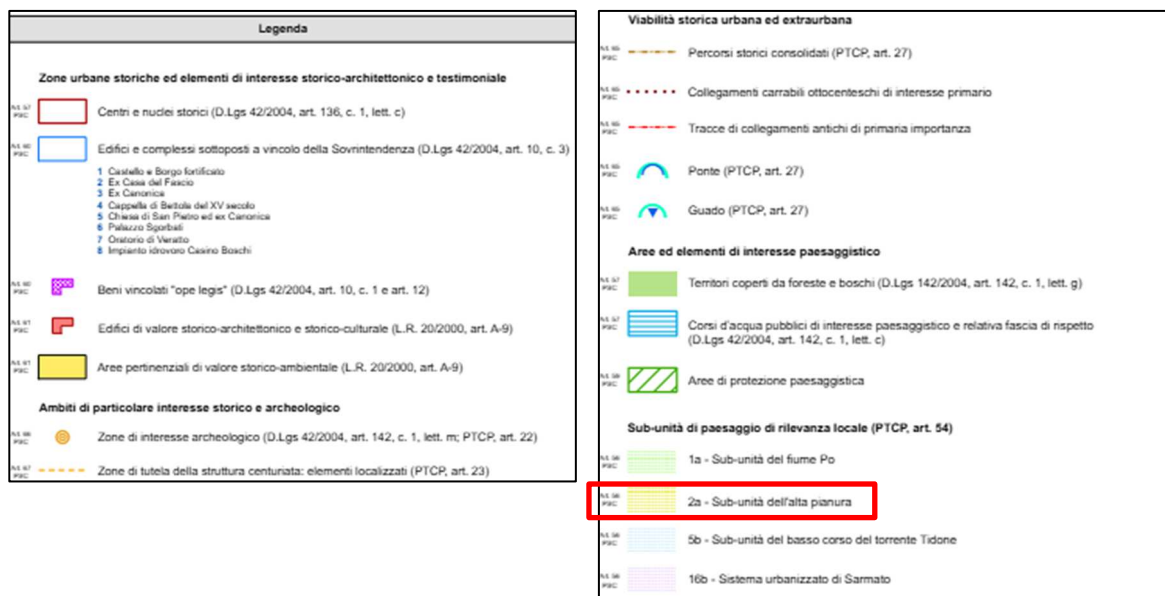 Legenda
Zone urbane storiche ed elementi di interesse storico-architettonico e testimoniale
Centri e nuclei storici (D.Lgs 42/2004, art. 136, c. 1, lett. c)
Edifici e complessi sottoposti a vincolo della Sovrintendenza (D.Lgs 42/2004, art. 10, c. 3)
1 Castello e Borgo fortificato
2 Ex Casa del Fascio
3 Ex Canonica
4 Cappella di Bettola del XV secolo
5 Chiesa di San Pietro ed ex Canonica
6 Palazzo Sgorbati
7 Oratorio di Veratto
8 Impianto idrovoro Casino Boschi
Beni vincolati "ope legis" (D.Lgs 42/2004, art. 10, c. 1 e art. 12)
Edifici di valore storico-architettonico e storico-culturale (L.R. 20/2000, art. A-9)
Aree pertinenziali di valore storico-ambientale (L.R. 20/2000, art. A-9)
Ambiti di particolare interesse storico e archeologico
Zone di interesse archeologico (D.Lgs 42/2004, art. 142, c. 1, lett. m; PTCP, art. 22)
Zone di tutela della struttura centuriata: elementi localizzati (PTCP, art. 23)
Viabilità storica urbana ed extraurbana
Percorsi storici consolidati (PTCP, art. 27)
Collegamenti carrabili ottocenteschi di interesse primario
Tracce di collegamenti antichi di primaria importanza
Ponte (PTCP, art. 27)
Guado (PTCP, art. 27)
Aree ed elementi di interesse paesaggistico
Territori coperti da foreste e boschi (D.Lgs 142/2004, art. 142, c. 1, lett. g)
Corsi d'acqua pubblici di interesse paesaggistico e relativa fascia di rispetto
(D.Lgs 42/2004, art. 142, c. 1, lett. c)
Aree di protezione paesaggistica
Sub-unità di paesaggio di rilevanza locale (PTCP, art. 54)
1a - Sub-unità del fiume Po
2a - Sub-unità dell'alta pianura
5b - Sub-unità del basso corso del torrente Tidone
16b - Sistema urbanizzato di Sarmato